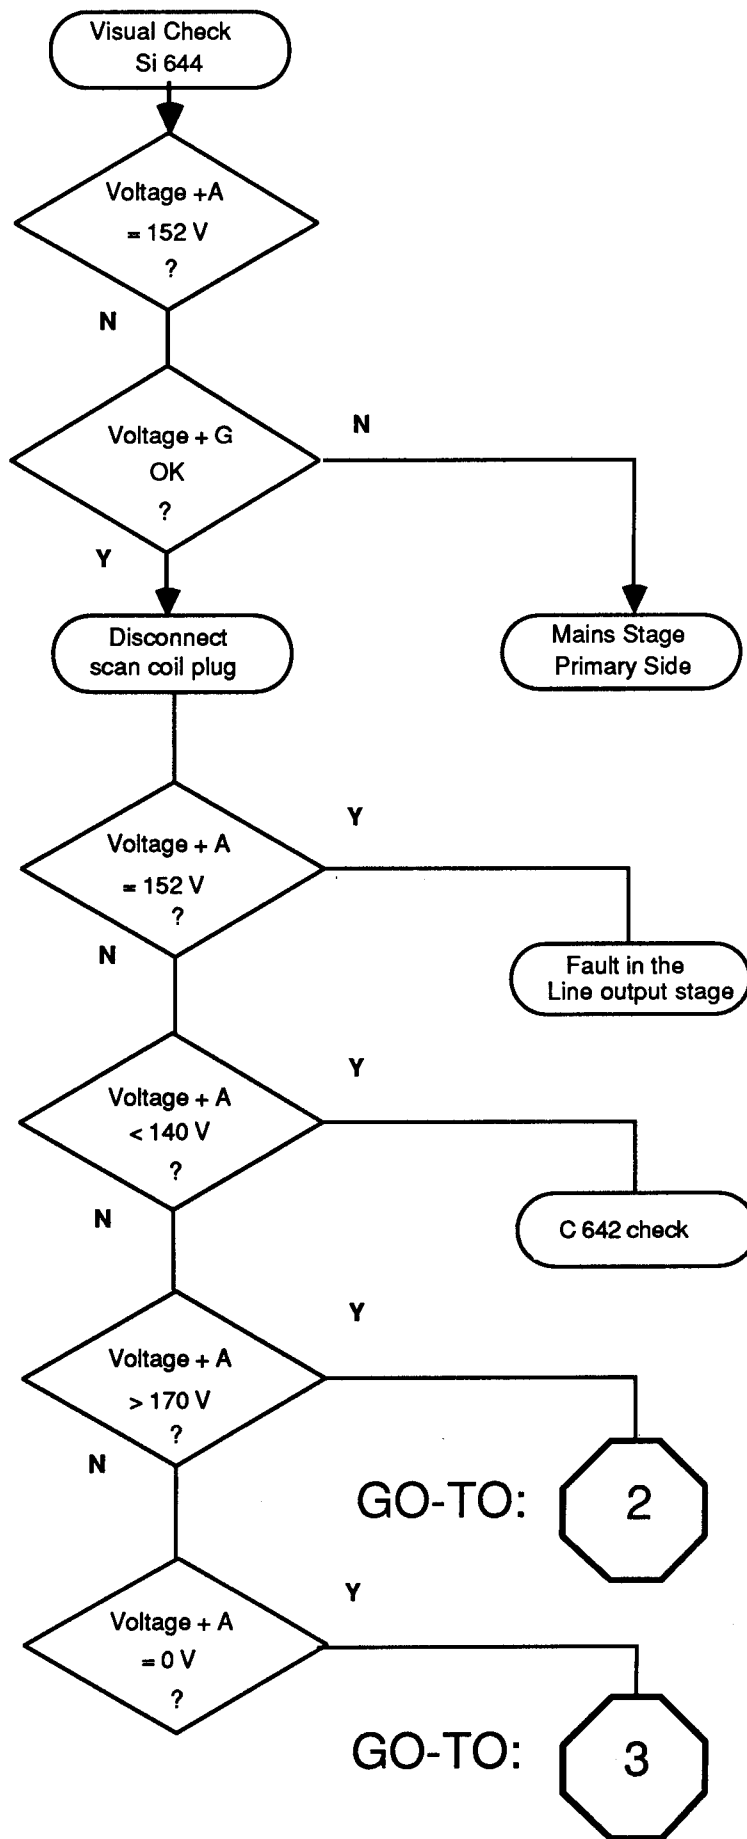 Visual Check
Si 644
Voltage +A
= 152 V
?
N
Voltage + G
OK
?
N
Y
Disconnect
scan coil plug
Mains Stage
Primary Side
Voltage + A
= 152 V
?
Y
N
Fault in the
Line output stage
Voltage + A
< 140 V
?
Y
N
C 642 check
Voltage + A
> 170 V
?
Y
N
GO-TO: 2
Voltage + A
= 0 V
?
Y
GO-TO: 3